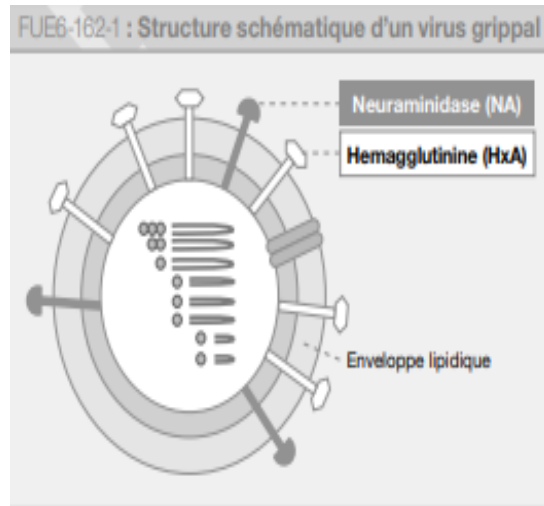 FUE6-162-1 : Structure schématique d'un virus grippal
Neuraminidase (NA)
Hemagglutinine (HxA)
Enveloppe lipidique